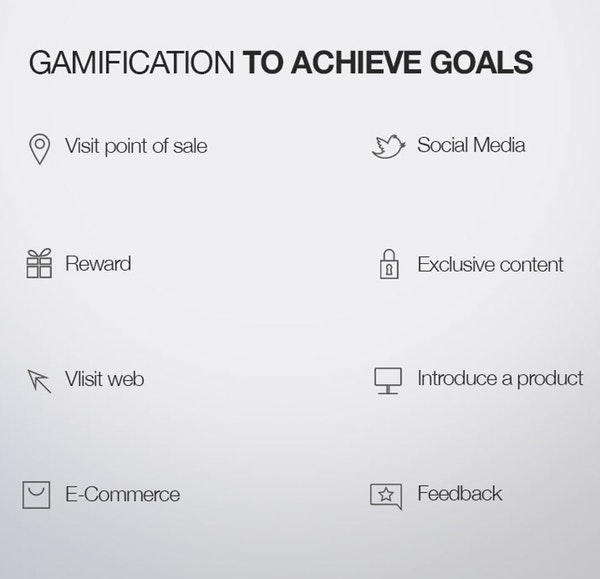 GAMIFICATION TO ACHIEVE GOALS
Visit point of sale
Social Media
Reward
Exclusive content
Vlisit web
Introduce a product
E-Commerce
Feedback